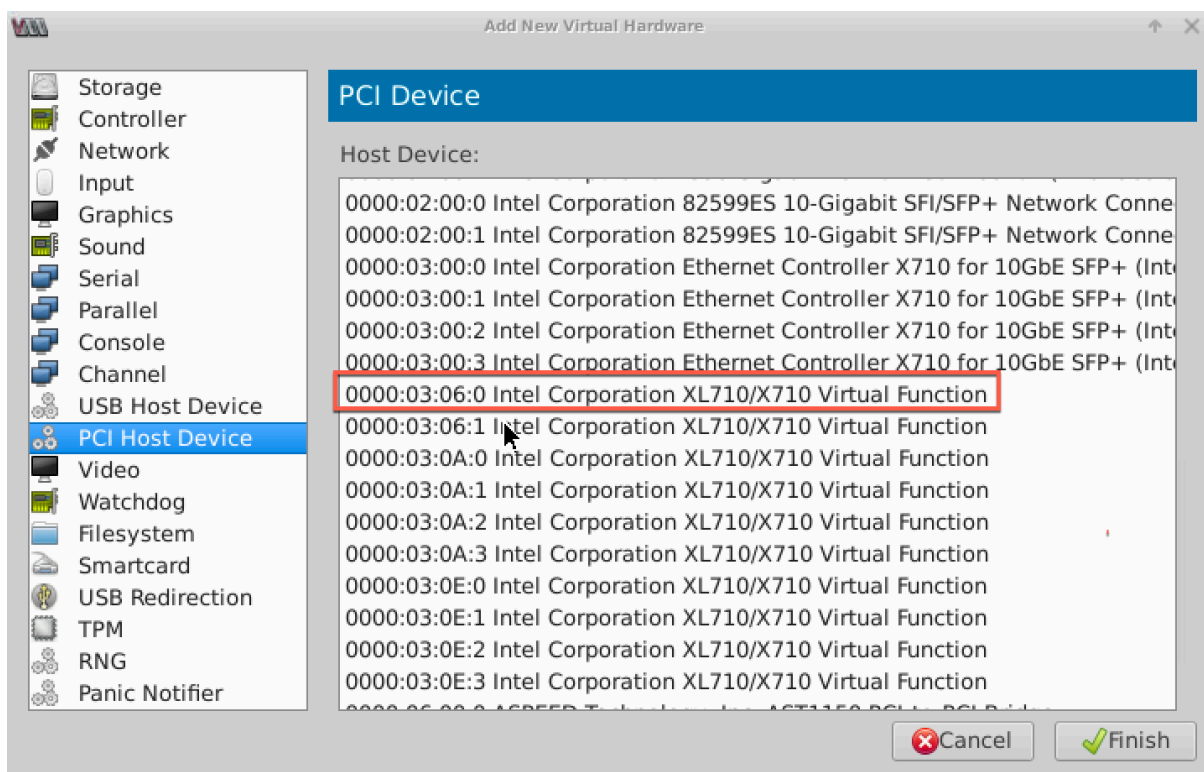 Add New Virtual Hardware
Storage
Controller
Network
Input
Graphics
Sound
Serial
Parallel
Console
Channel
USB Host Device
PCI Host Device
Video
Watchdog
Filesystem
Smartcard
USB Redirection
TPM
RNG
Panic Notifier
PCI Device
Host Device:
0000:02:00:0 Intel Corporation 82599ES 10-Gigabit SFI/SFP+ Network Conne
0000:02:00:1 Intel Corporation 82599ES 10-Gigabit SFI/SFP+ Network Conne
0000:03:00:0 Intel Corporation Ethernet Controller X710 for 10GbE SFP+ (Int
0000:03:00:1 Intel Corporation Ethernet Controller X710 for 10GbE SFP+ (Int
0000:03:00:2 Intel Corporation Ethernet Controller X710 for 10GbE SFP+ (Int
0000:03:00:3 Intel Corporation Ethernet Controller X710 for 10GbE SFP+ (Int
0000:03:06:0 Intel Corporation XL710/X710 Virtual Function
0000:03:06:1 Intel Corporation XL710/X710 Virtual Function
0000:03:0A:0 Intel Corporation XL710/X710 Virtual Function
0000:03:0A:1 Intel Corporation XL710/X710 Virtual Function
0000:03:0A:2 Intel Corporation XL710/X710 Virtual Function
0000:03:0A:3 Intel Corporation XL710/X710 Virtual Function
0000:03:0E:0 Intel Corporation XL710/X710 Virtual Function
0000:03:0E:1 Intel Corporation XL710/X710 Virtual Function
0000:03:0E:2 Intel Corporation XL710/X710 Virtual Function
0000:03:0E:3 Intel Corporation XL710/X710 Virtual Function
Cancel
Finish